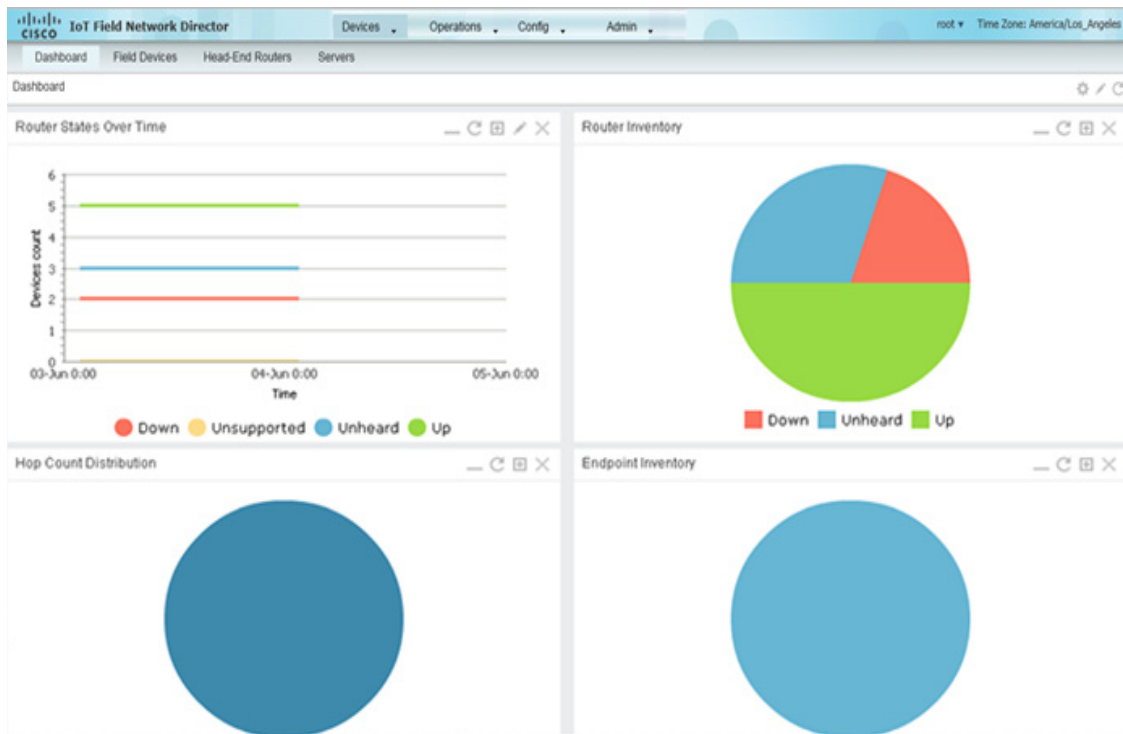 CISCO IoT Field Network Director Devices Operations Config Admin root Time Zone: America/Los_Angeles
Dashboard Field Devices Head-End Routers Servers
Dashboard
Router States Over Time
6
5
4
3
2
1
0
Devices count
03-Jun 0:00 04-Jun 0:00 05-Jun 0:00
Time
Down Unsupported Unheard Up
Router Inventory
Down Unheard Up
Hop Count Distribution
Endpoint Inventory